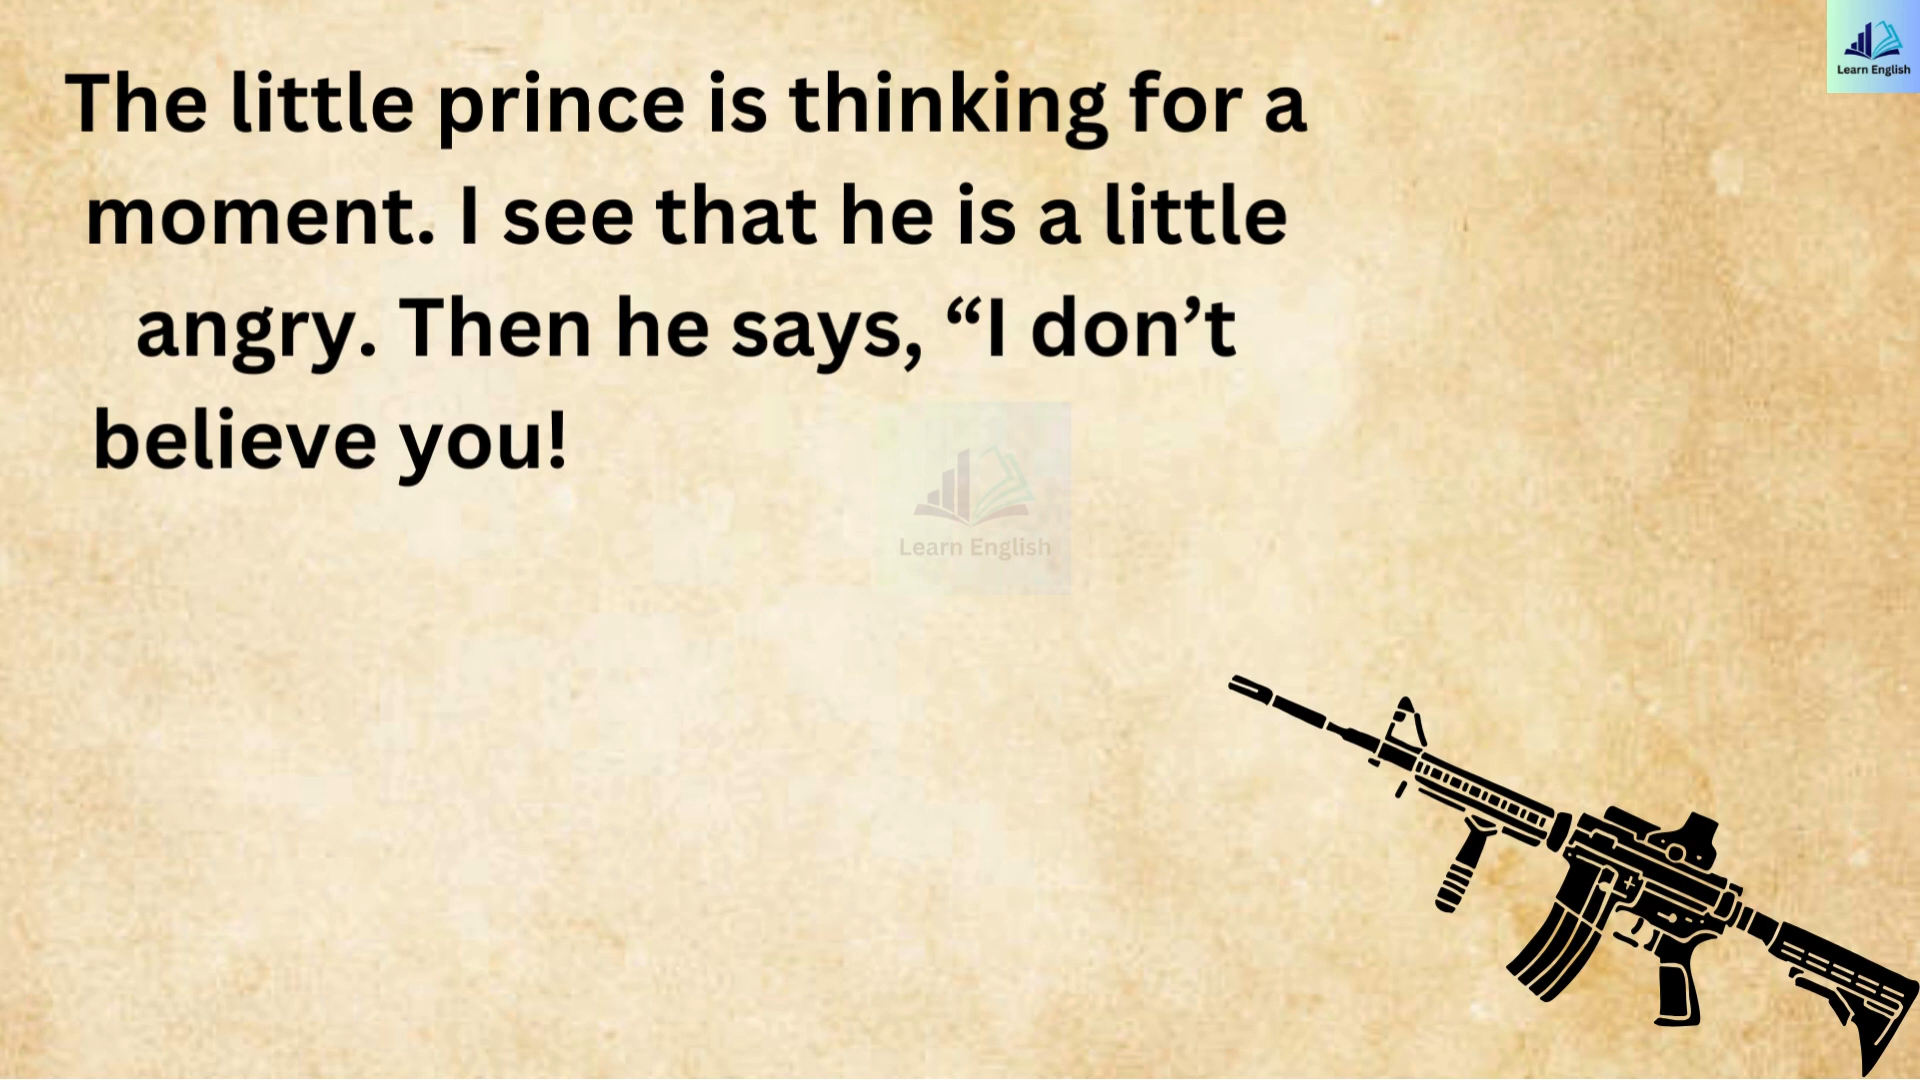 The little prince is thinking for a
moment. I see that he is a little
angry. Then he says, “I don’t
believe you!
Learn English
Learn English